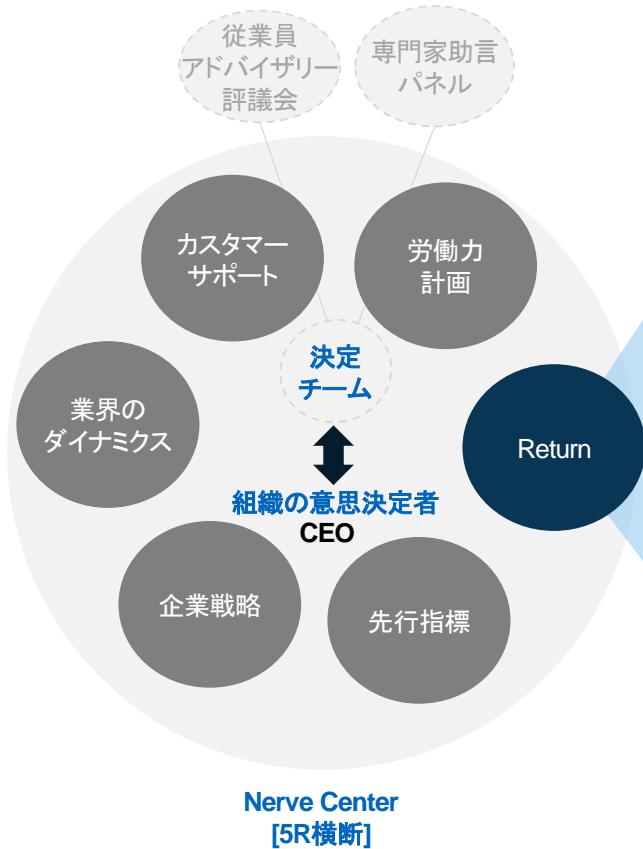 従業員
アドバイザリー
評議会
専門家助言
パネル
カスタマー
サポート
労働力
計画
決定
チーム
業界の
ダイナミクス
Return
組織の意思決定者
CEO
企業戦略
先行指標
Nerve Center
[5R横断]